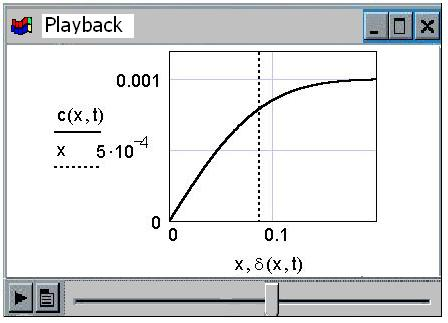 Playback
0.001
c(x,t)
x
5·10⁻⁴
0
0
0.1
x,δ(x,t)